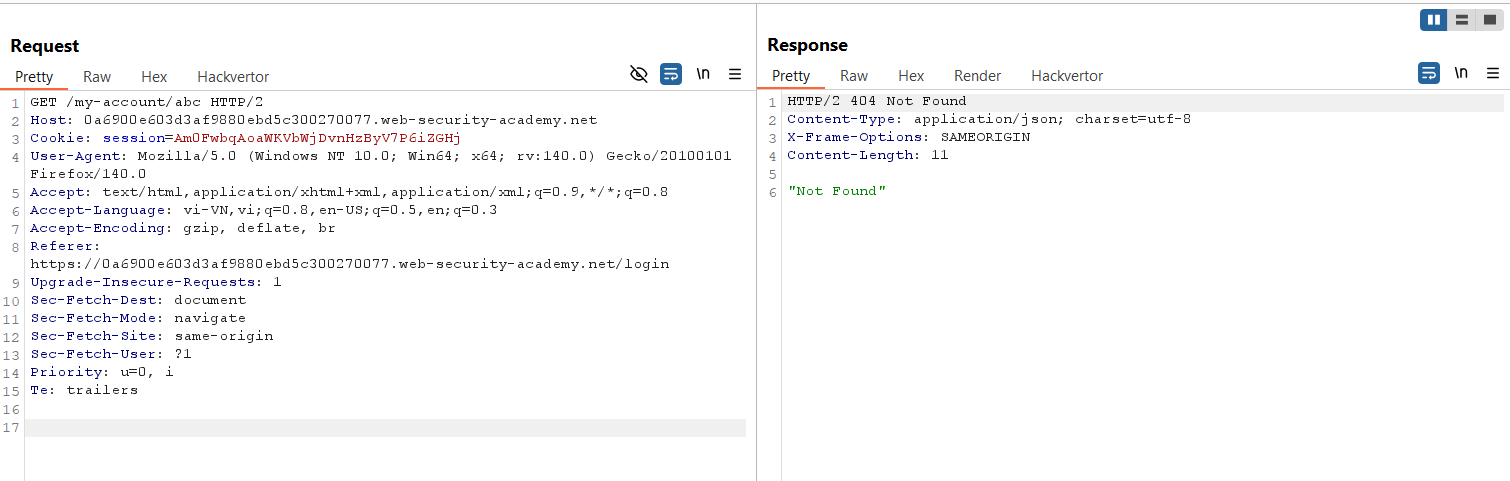 Request
Pretty Raw Hex Hackvertor \n
1 GET /my-account/abc HTTP/2
2 Host: 0a6900e603d3af9880ebd5c300270077.web-security-academy.net
3 Cookie: session=Am0FwbqAoaWKVbWjDvnHzByV7P6iZGHj
4 User-Agent: Mozilla/5.0 (Windows NT 10.0; Win64; x64; rv:140.0) Gecko/20100101
Firefox/140.0
5 Accept: text/html,application/xhtml+xml,application/xml;q=0.9,*/*;q=0.8
6 Accept-Language: vi-VN,vi;q=0.8,en-US;q=0.5,en;q=0.3
7 Accept-Encoding: gzip, deflate, br
8 Referer:
https://0a6900e603d3af9880ebd5c300270077.web-security-academy.net/login
9 Upgrade-Insecure-Requests: 1
10 Sec-Fetch-Dest: document
11 Sec-Fetch-Mode: navigate
12 Sec-Fetch-Site: same-origin
13 Sec-Fetch-User: ?1
14 Priority: u=0, i
15 Te: trailers
16
17
Response
Pretty Raw Hex Render Hackvertor \n
1 HTTP/2 404 Not Found
2 Content-Type: application/json; charset=utf-8
3 X-Frame-Options: SAMEORIGIN
4 Content-Length: 11
5
6 "Not Found"